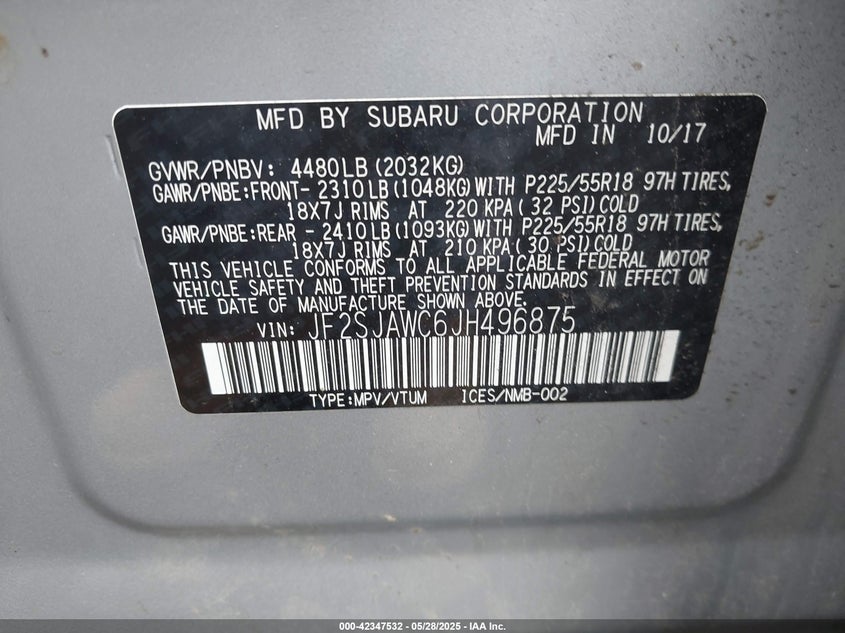 MFD BY SUBARU CORPORATION
MFD IN 10/17
GVWR/PNBV: 4480LB (2032KG)
GAWR/PNBE:FRONT- 2310LB (1048KG) WITH P225/55R18 97H TIRES,
18X7J RIMS AT 220 KPA( 32 PSI) COLD
GAWR/PNBE:REAR - 2410LB (1093KG) WITH P225/55R18 97H TIRES,
18X7J RIMS AT 210 KPA( 30 PSI) COLD
THIS VEHICLE CONFORMS TO ALL APPLICABLE FEDERAL MOTOR
VEHICLE SAFETY AND THEFT PREVENTION STANDARDS IN EFFECT ON
THE DATE OF MANUFACTURE SHOWN ABOVE.
VIN: JF2SJAWC6JH496875
TYPE:MPV/VTUM ICES/NMB-002
000-42347532 — 05/28/2025 — IAA Inc.